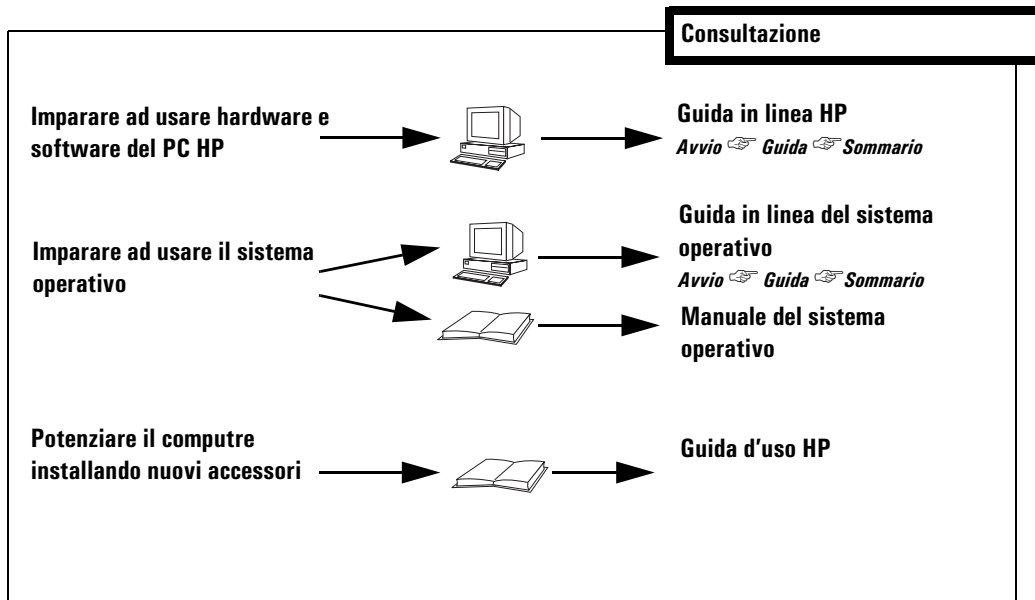 Consultazione
Imparare ad usare hardware e
software del PC HP
Guida in linea HP
Avvio ☞ Guida ☞ Sommario
Imparare ad usare il sistema
operativo
Guida in linea del sistema
operativo
Avvio ☞ Guida ☞ Sommario
Manuale del sistema
operativo
Potenziare il computre
installando nuovi accessori
Guida d'uso HP